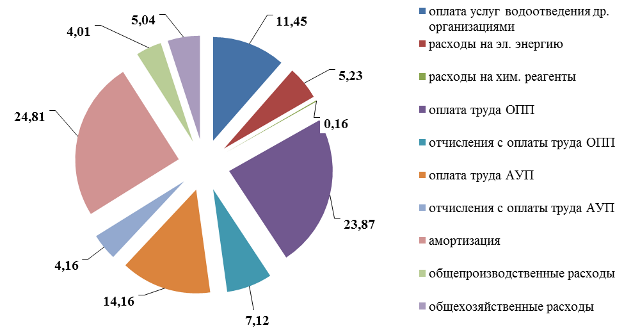 5,04
4,01
11,45
5,23
0,16
24,81
23,87
4,16
14,16
7,12
оплата услуг водоотведения др.
организациями
расходы на эл. энергию
расходы на хим. реагенты
оплата труда ОПП
отчисления с оплаты труда ОПП
оплата труда АУП
отчисления с оплаты труда АУП
амортизация
общепроизводственные расходы
общехозяйственные расходы